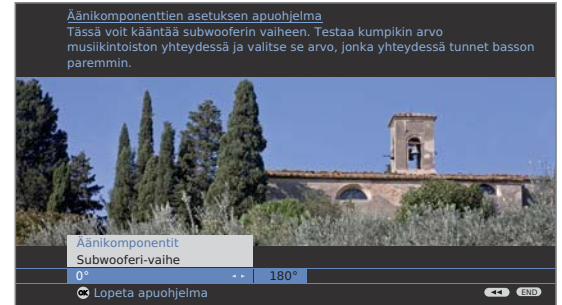 Äänikomponenttien asetuksen apuohjelma
Tässä voit kääntää subwooferin vaiheen. Testaa kumpikin arvo
musiikintoiston yhteydessä ja valitse se arvo, jonka yhteydessä tunnet basson
paremmin.
Äänikomponentit
Subwooferi-vaihe
0° 180°
OK Lopeta apuohjelma END